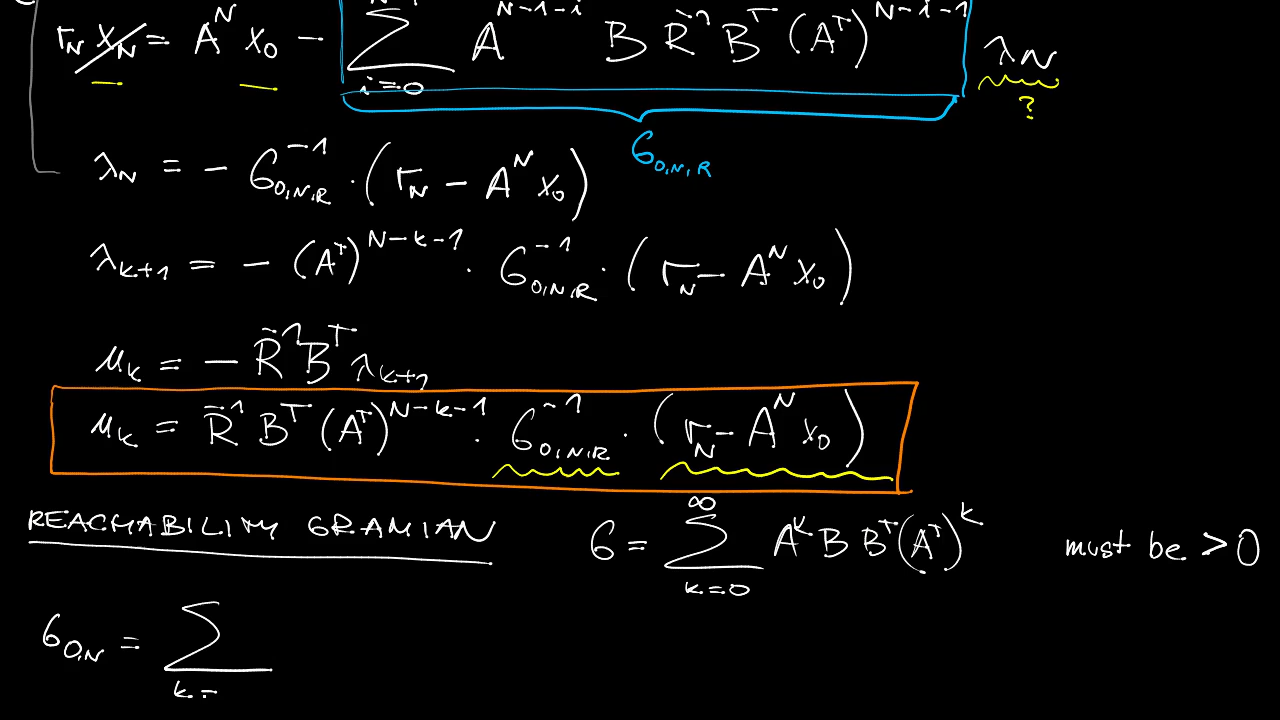 r_N x_N = A^N x_0 - ∑_{i=0} A^{N-1-i} B R^{-1} B^T (A^T)^{N-i-1} λ_N
?
G_{0,N,R}
λ_N = - G_{0,N,R}^{-1} · (r_N - A^N x_0)
λ_{k+1} = - (A^T)^{N-k-1} · G_{0,N,R}^{-1} · (r_N - A^N x_0)
u_k = - R^{-1} B^T λ_{k+1}
u_k = R^{-1} B^T (A^T)^{N-k-1} · G_{0,N,R}^{-1} · (r_N - A^N x_0)
REACHABILITY GRAMIAN G = ∑_{k=0}^{∞} A^k B B^T (A^T)^k must be > 0
G_{0,N} = ∑_{k=}